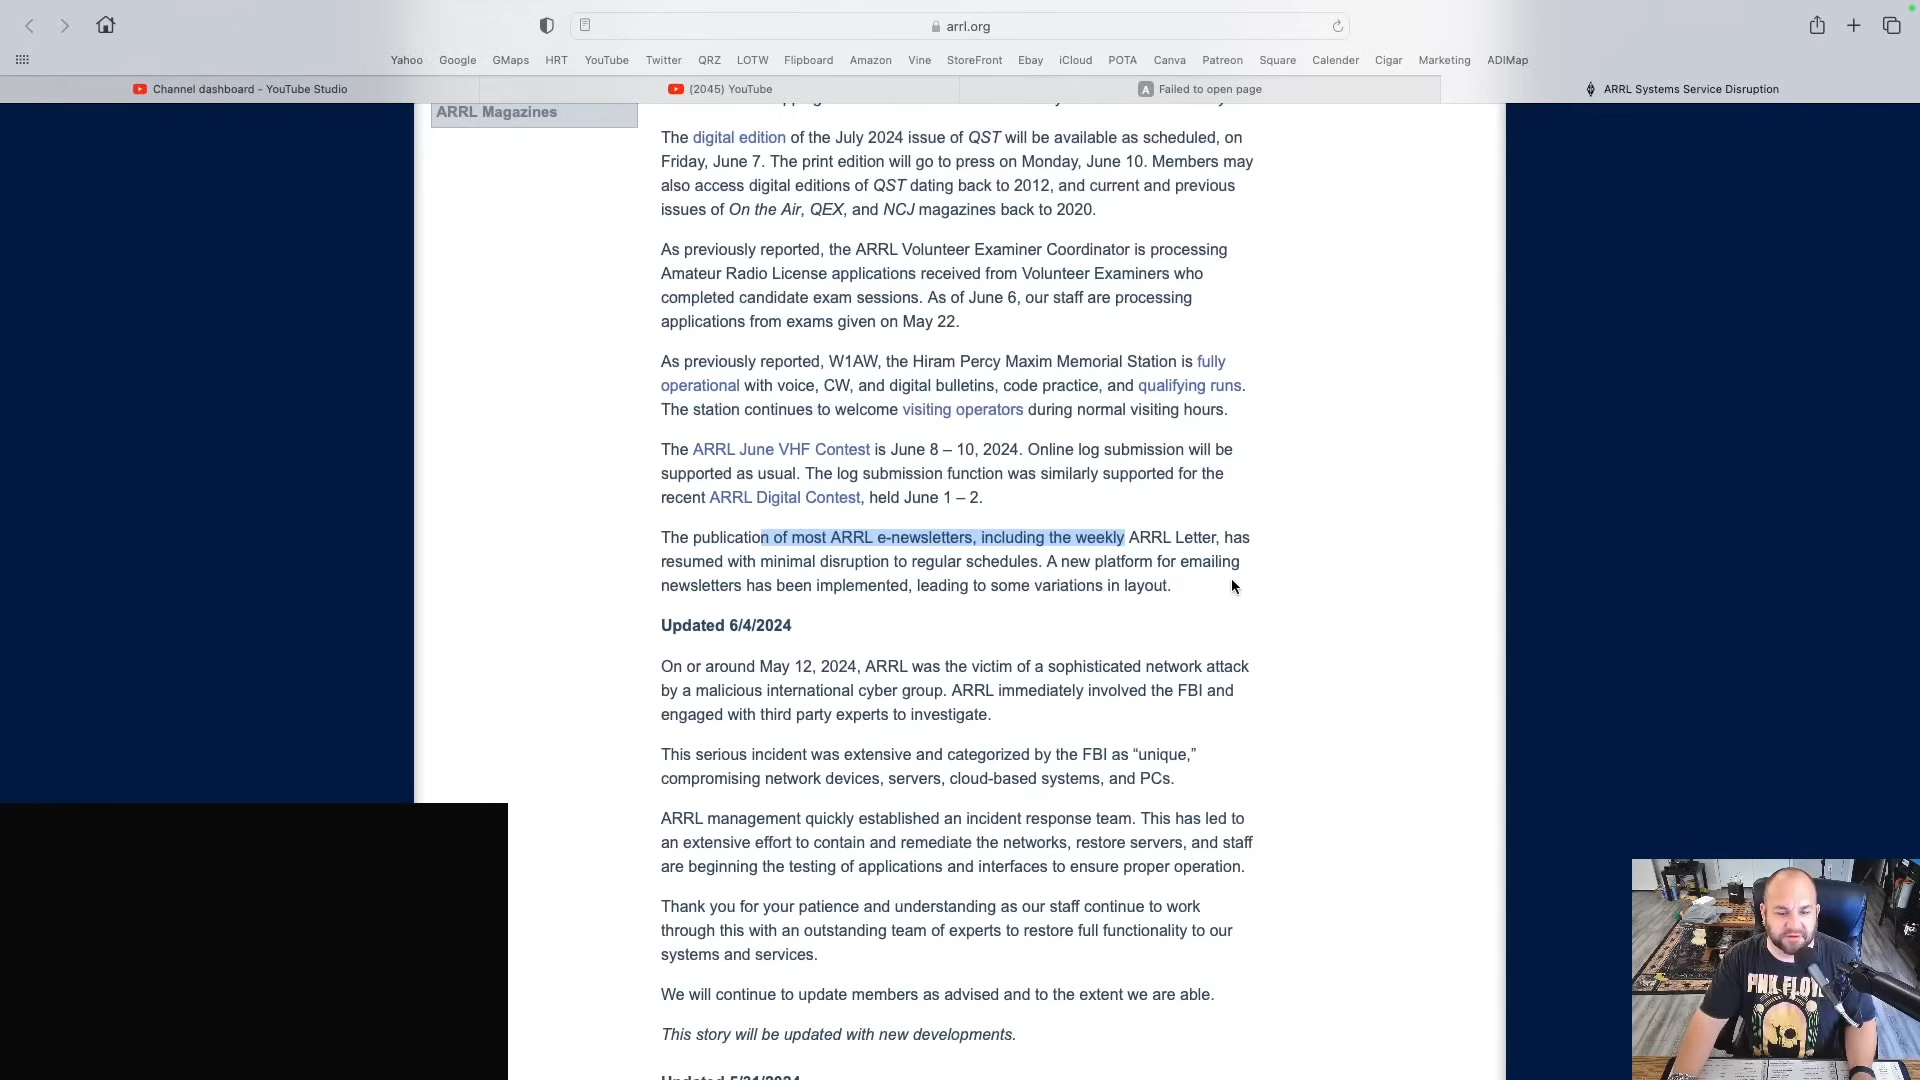 arrl.org
Yahoo Google GMaps HRT YouTube Twitter QRZ LOTW Flipboard Amazon Vine StoreFront Ebay iCloud POTA Canva Patreon Square Calender Cigar Marketing ADIMap
Channel dashboard - YouTube Studio
(2045) YouTube
A Failed to open page
ARRL Systems Service Disruption
ARRL Magazines
The digital edition of the July 2024 issue of QST will be available as scheduled, on
Friday, June 7. The print edition will go to press on Monday, June 10. Members may
also access digital editions of QST dating back to 2012, and current and previous
issues of On the Air, QEX, and NCJ magazines back to 2020.
As previously reported, the ARRL Volunteer Examiner Coordinator is processing
Amateur Radio License applications received from Volunteer Examiners who
completed candidate exam sessions. As of June 6, our staff are processing
applications from exams given on May 22.
As previously reported, W1AW, the Hiram Percy Maxim Memorial Station is fully
operational with voice, CW, and digital bulletins, code practice, and qualifying runs.
The station continues to welcome visiting operators during normal visiting hours.
The ARRL June VHF Contest is June 8 – 10, 2024. Online log submission will be
supported as usual. The log submission function was similarly supported for the
recent ARRL Digital Contest, held June 1 – 2.
The publication of most ARRL e-newsletters, including the weekly ARRL Letter, has
resumed with minimal disruption to regular schedules. A new platform for emailing
newsletters has been implemented, leading to some variations in layout.
Updated 6/4/2024
On or around May 12, 2024, ARRL was the victim of a sophisticated network attack
by a malicious international cyber group. ARRL immediately involved the FBI and
engaged with third party experts to investigate.
This serious incident was extensive and categorized by the FBI as “unique,”
compromising network devices, servers, cloud-based systems, and PCs.
ARRL management quickly established an incident response team. This has led to
an extensive effort to contain and remediate the networks, restore servers, and staff
are beginning the testing of applications and interfaces to ensure proper operation.
Thank you for your patience and understanding as our staff continue to work
through this with an outstanding team of experts to restore full functionality to our
systems and services.
We will continue to update members as advised and to the extent we are able.
This story will be updated with new developments.
Updated 5/31/2024